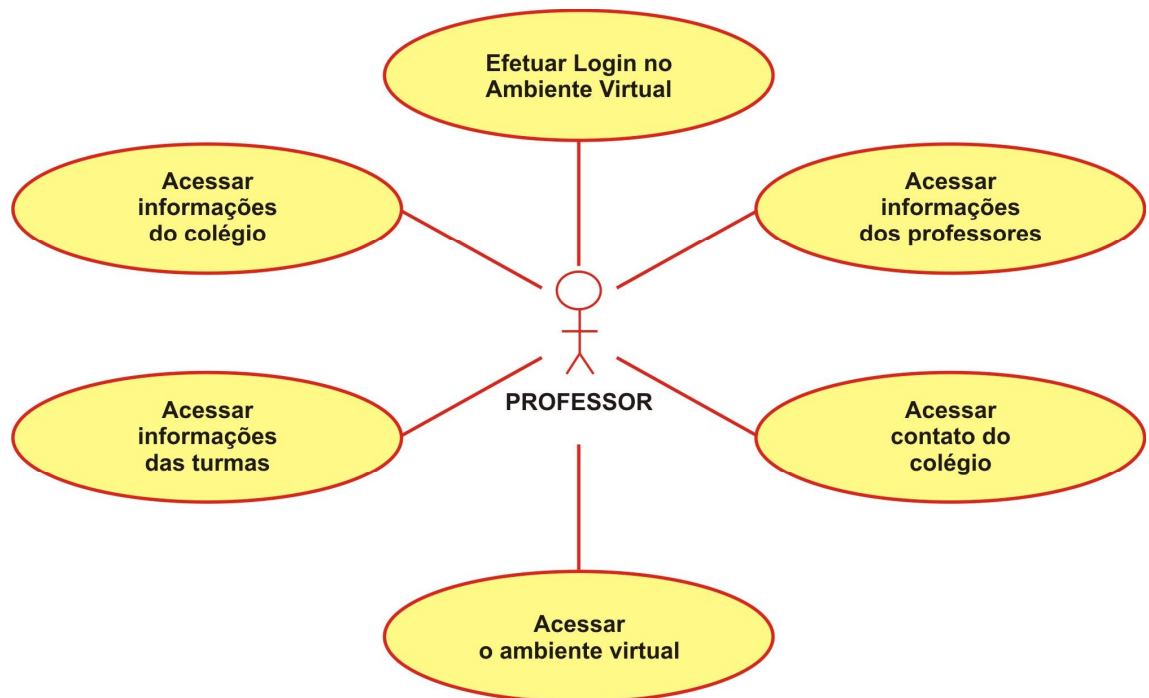 Efetuar Login no
Ambiente Virtual
Acessar
informações
do colégio
Acessar
informações
dos professores
PROFESSOR
Acessar
informações
das turmas
Acessar
contato do
colégio
Acessar
o ambiente virtual